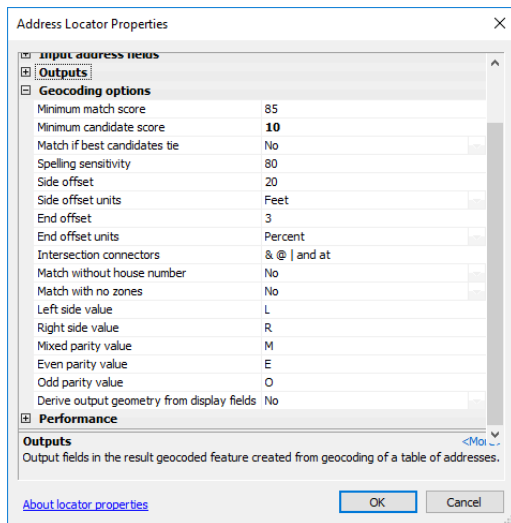 Address Locator Properties
Input address fields
Outputs
Geocoding options
Minimum match score 85
Minimum candidate score 10
Match if best candidates tie No
Spelling sensitivity 80
Side offset 20
Side offset units Feet
End offset 3
End offset units Percent
Intersection connectors & @ | and at
Match without house number No
Match with no zones No
Left side value L
Right side value R
Mixed parity value M
Even parity value E
Odd parity value O
Derive output geometry from display fields No
Performance
Outputs <More
Output fields in the result geocoded feature created from geocoding of a table of addresses.
About locator properties OK Cancel